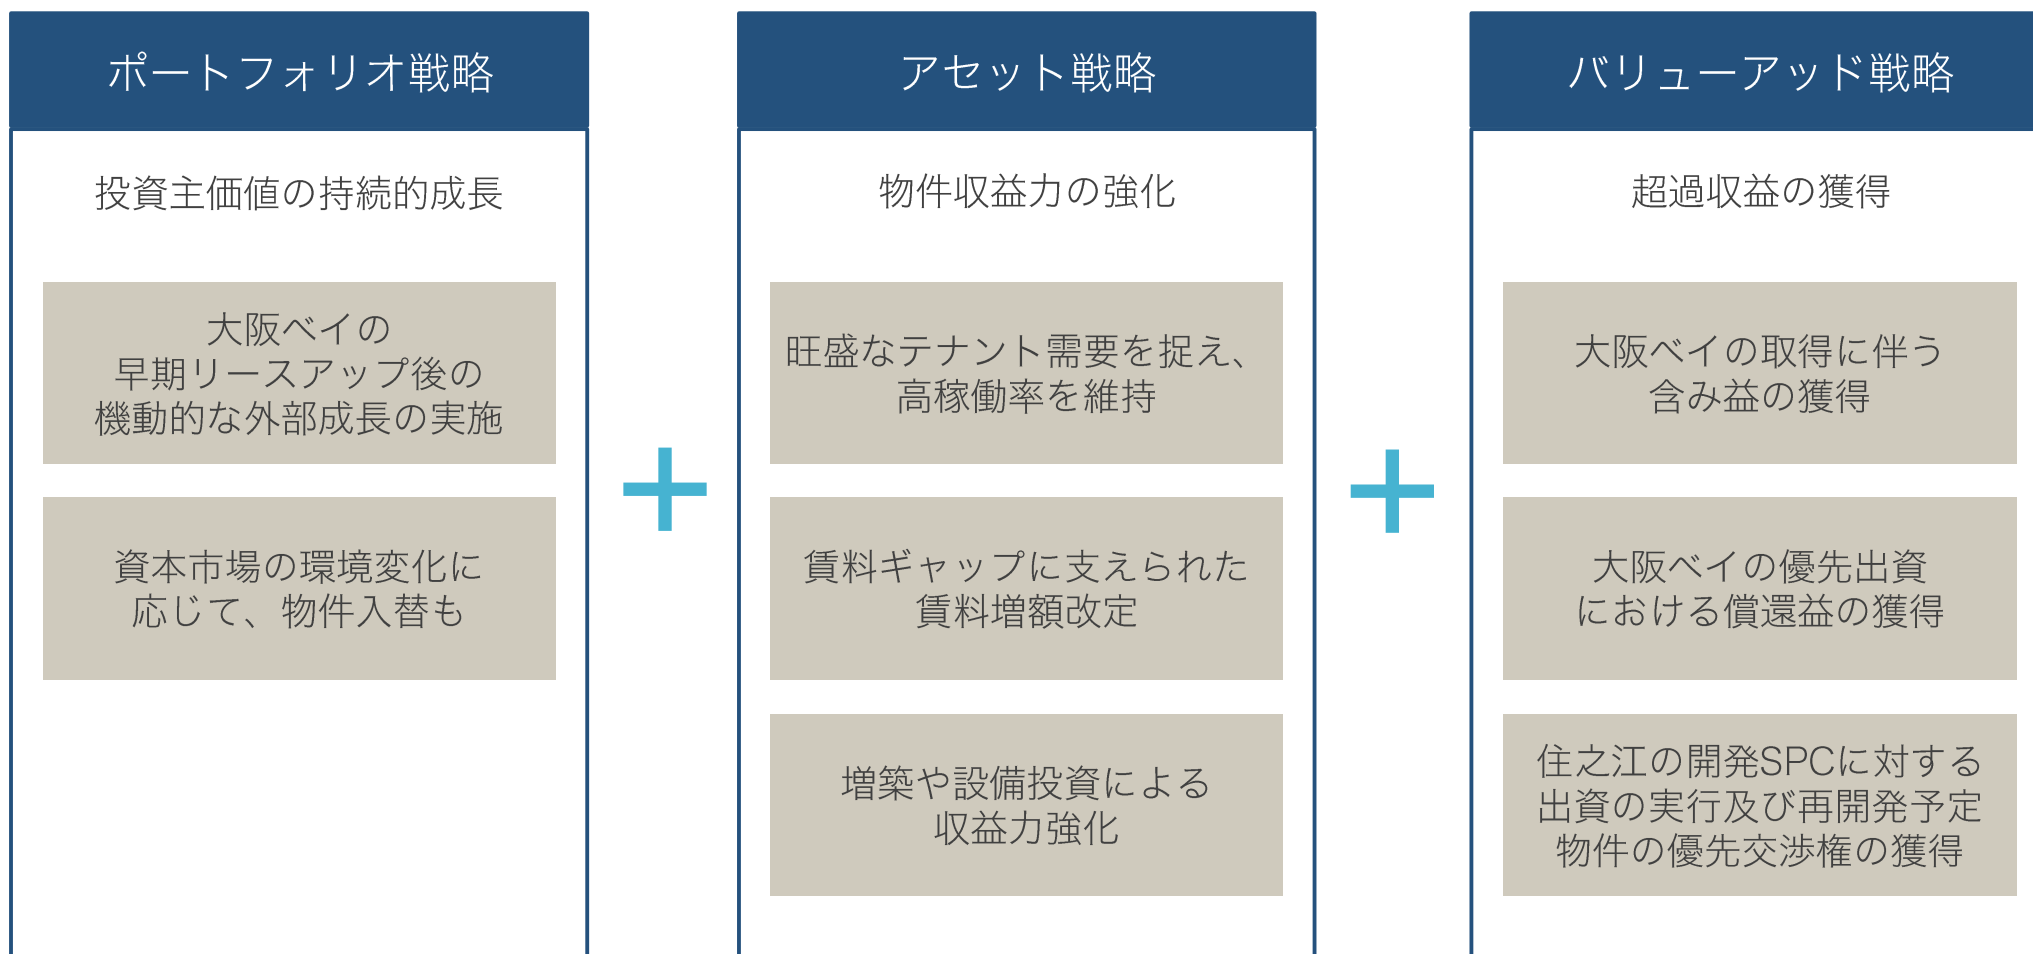 ポートフォリオ戦略
投資主価値の持続的成長
大阪ベイの
早期リースアップ後の
機動的な外部成長の実施
資本市場の環境変化に
応じて、物件入替も
アセット戦略
物件収益力の強化
旺盛なテナント需要を捉え、
高稼働率を維持
賃料ギャップに支えられた
賃料増額改定
増築や設備投資による
収益力強化
バリューアッド戦略
超過収益の獲得
大阪ベイの取得に伴う
含み益の獲得
大阪ベイの優先出資
における償還益の獲得
住之江の開発SPCに対する
出資の実行及び再開発予定
物件の優先交渉権の獲得